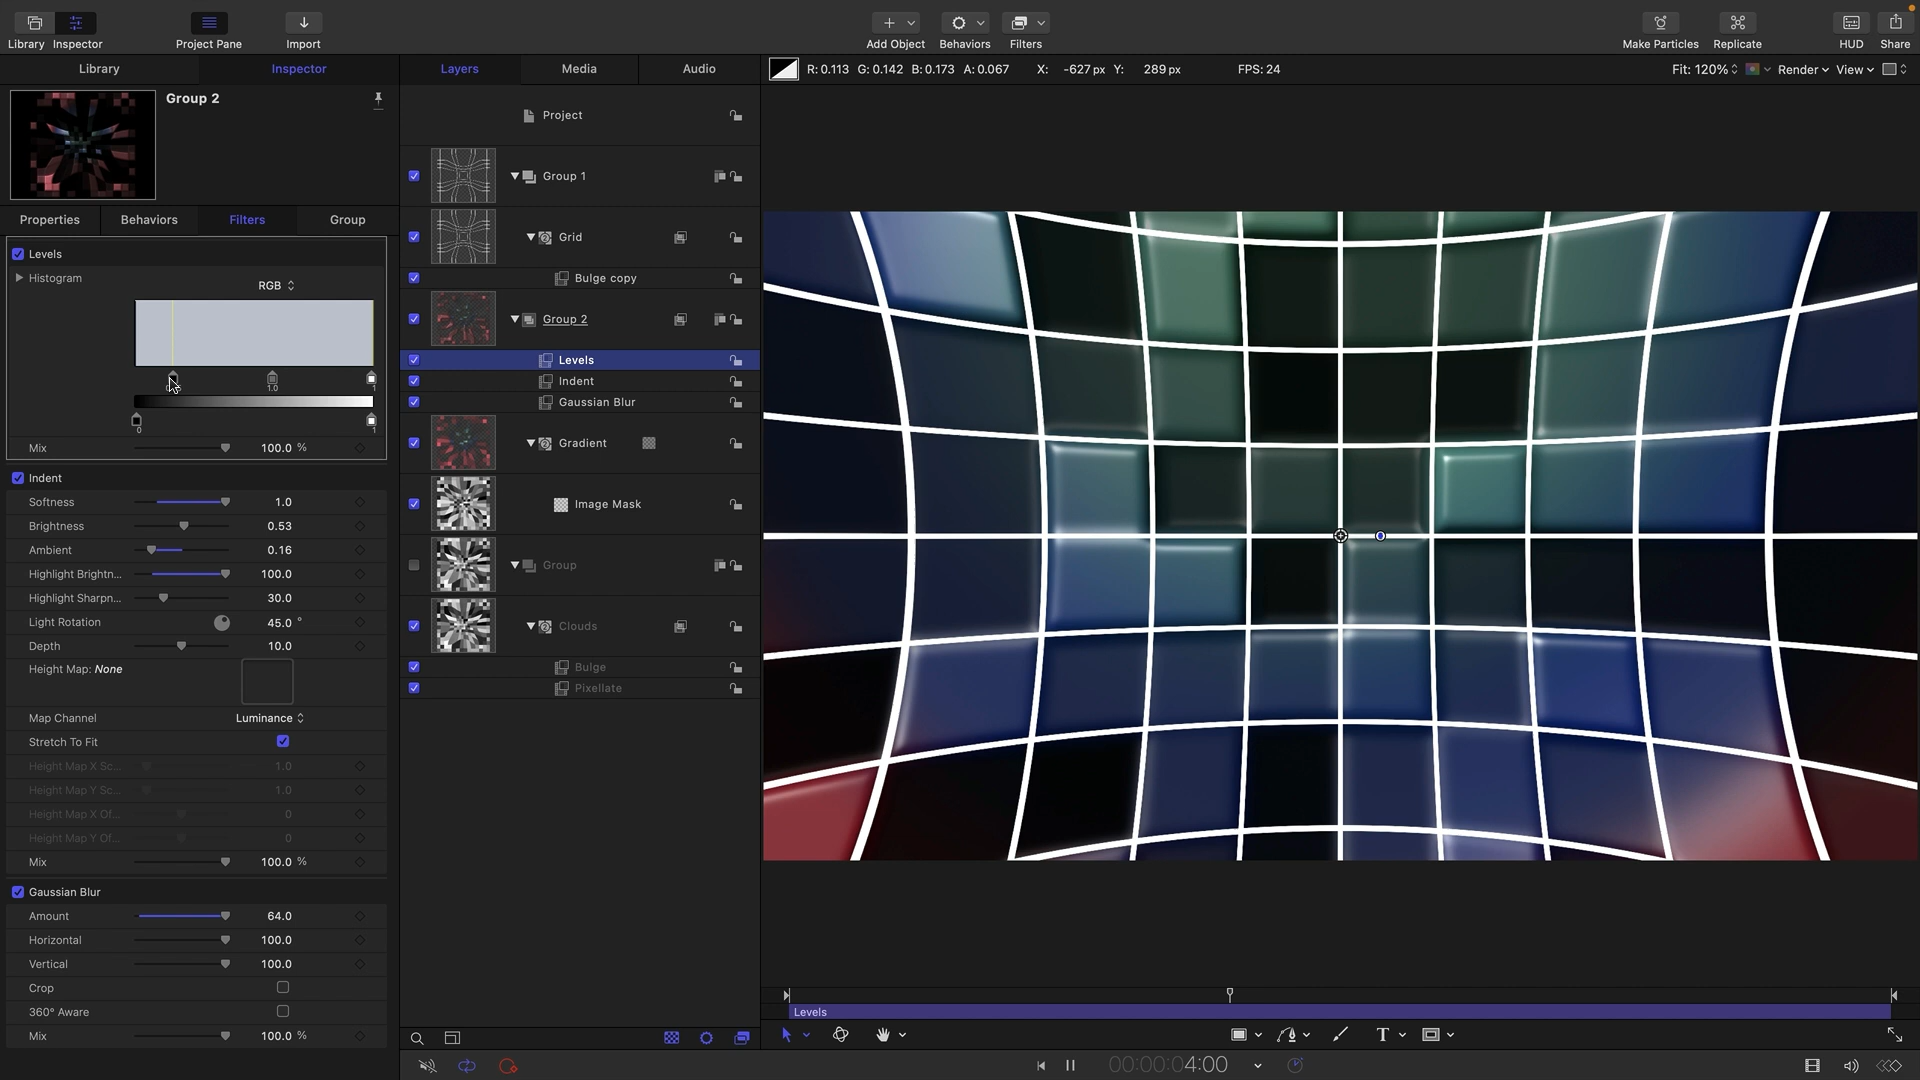 Library
Inspector
Project Pane
Import
Add Object
Behaviors
Filters
Make Particles
Replicate
HUD
Share
Library
Inspector
Layers
Media
Audio
R: 0.113 G: 0.142 B: 0.173 A: 0.067 X: -627 px Y: 289 px FPS: 24
Fit: 120%
Render
View
Group 2
Properties
Behaviors
Filters
Group
Levels
Histogram
RGB
1.0
1
0
1
Mix 100.0 %
Indent
Softness 1.0
Brightness 0.53
Ambient 0.16
Highlight Brightn... 100.0
Highlight Sharpn... 30.0
Light Rotation 45.0 °
Depth 10.0
Height Map: None
Map Channel Luminance
Stretch To Fit
Height Map X Sc... 1.0
Height Map Y Sc... 1.0
Height Map X Of... 0
Height Map Y Of... 0
Mix 100.0 %
Gaussian Blur
Amount 64.0
Horizontal 100.0
Vertical 100.0
Crop
360° Aware
Mix 100.0 %
Project
Group 1
Grid
Bulge copy
Group 2
Levels
Indent
Gaussian Blur
Gradient
Image Mask
Group
Clouds
Bulge
Pixellate
Levels
T
00:00:04:00